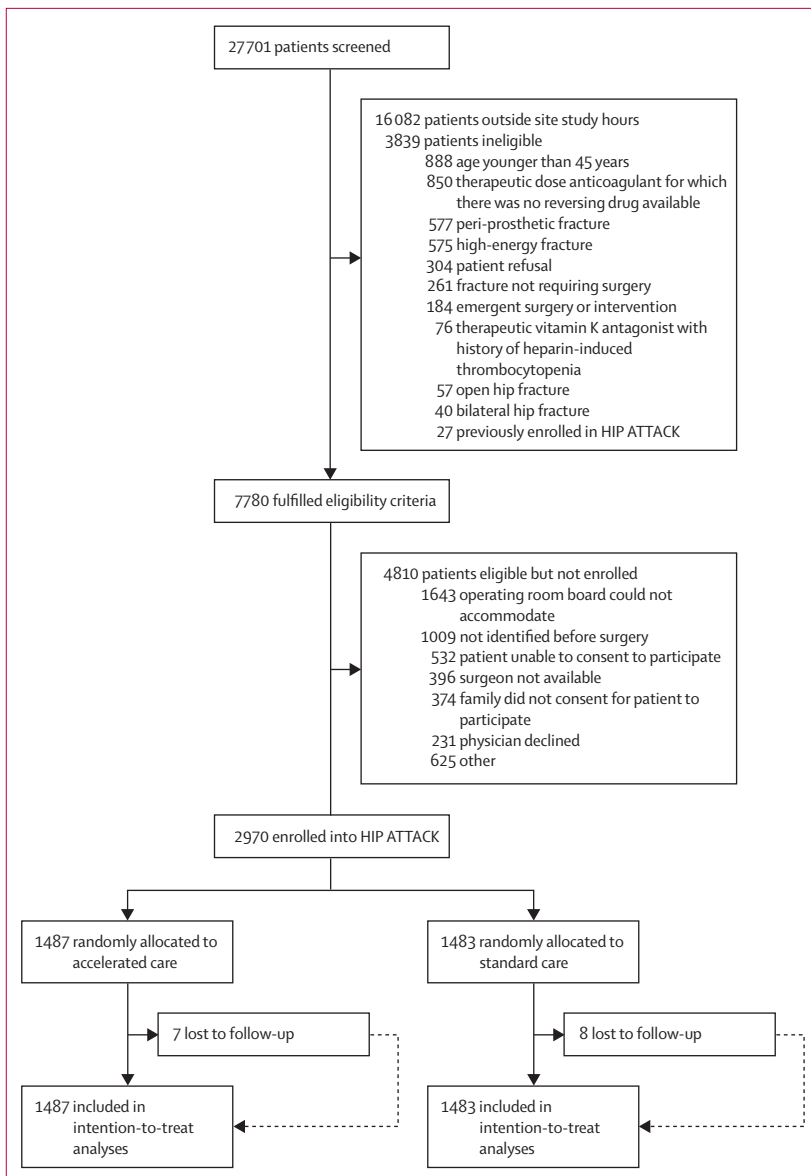 27701 patients screened
16082 patients outside site study hours
3839 patients ineligible
888 age younger than 45 years
850 therapeutic dose anticoagulant for which
there was no reversing drug available
577 peri-prosthetic fracture
575 high-energy fracture
304 patient refusal
261 fracture not requiring surgery
184 emergent surgery or intervention
76 therapeutic vitamin K antagonist with
history of heparin-induced
thrombocytopenia
57 open hip fracture
40 bilateral hip fracture
27 previously enrolled in HIP ATTACK
7780 fulfilled eligibility criteria
4810 patients eligible but not enrolled
1643 operating room board could not
accommodate
1009 not identified before surgery
532 patient unable to consent to participate
396 surgeon not available
374 family did not consent for patient to
participate
231 physician declined
625 other
2970 enrolled into HIP ATTACK
1487 randomly allocated to
accelerated care
1483 randomly allocated to
standard care
7 lost to follow-up
8 lost to follow-up
1487 included in
intention-to-treat
analyses
1483 included in
intention-to-treat
analyses